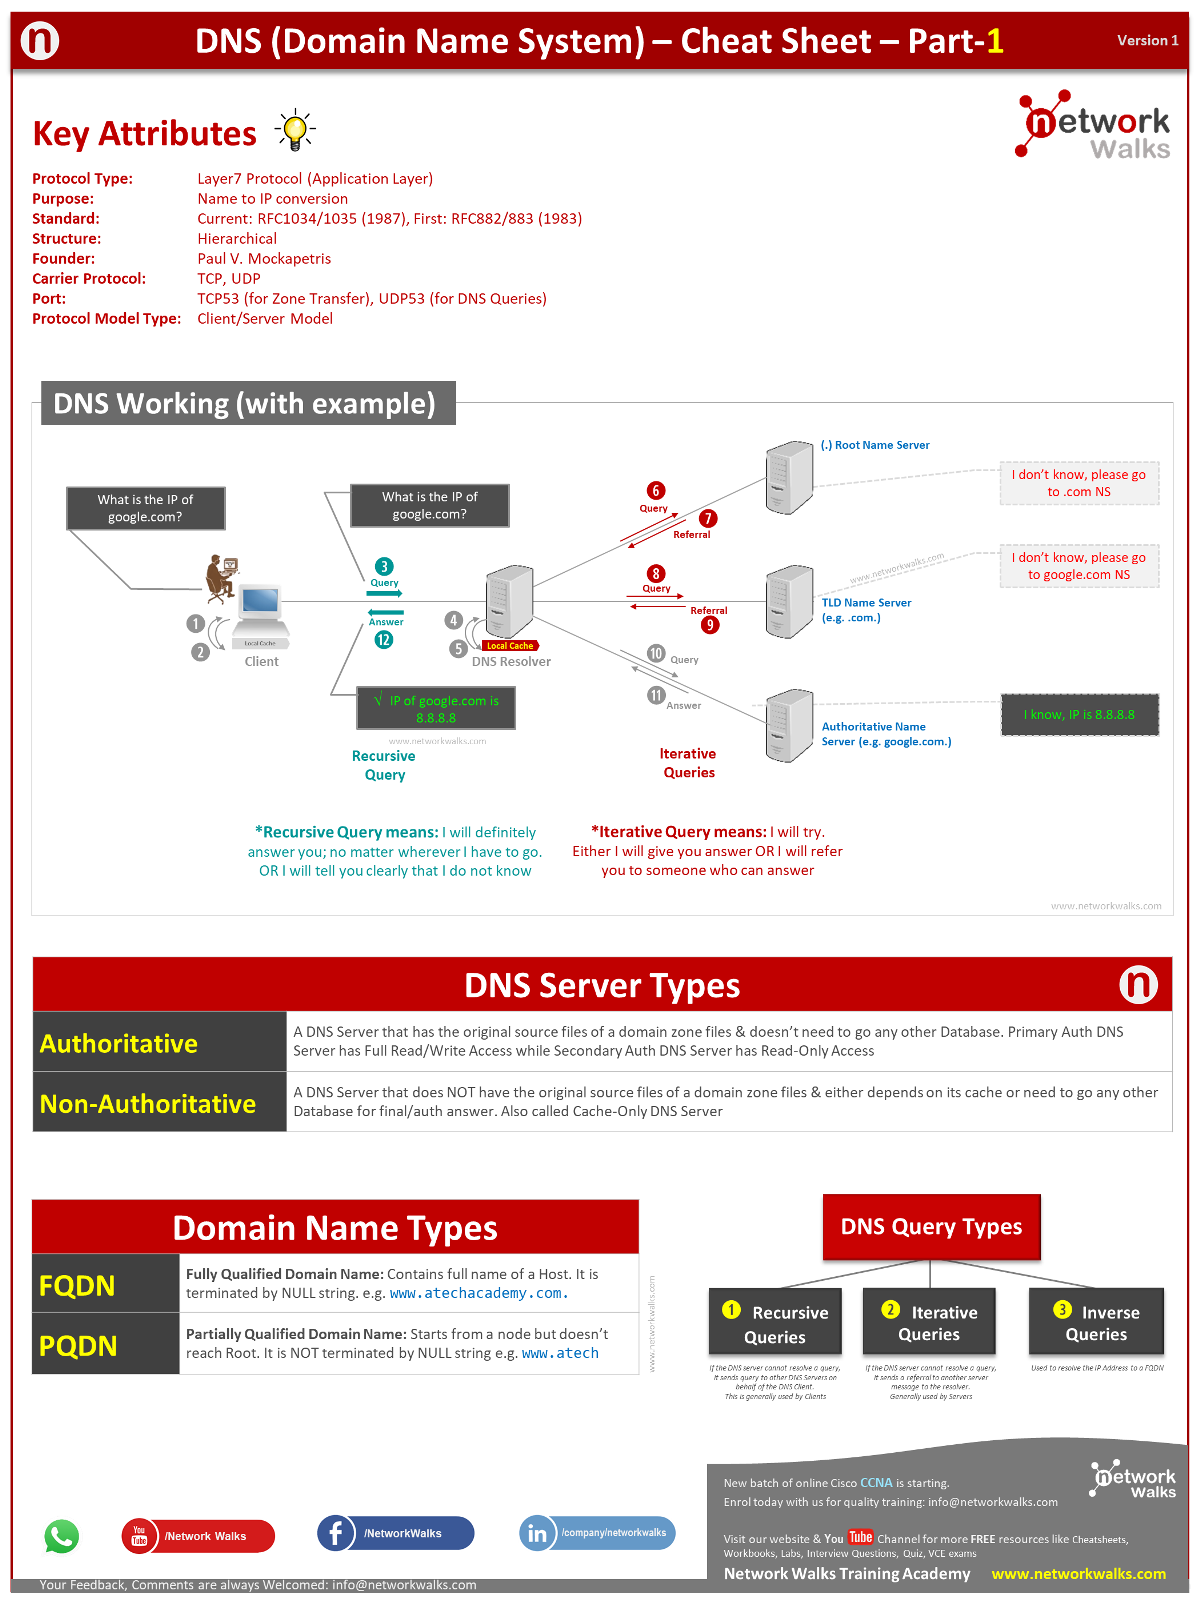 n
DNS (Domain Name System) – Cheat Sheet – Part-1
Version 1
Key Attributes
network
Walks
Protocol Type: Layer7 Protocol (Application Layer)
Purpose: Name to IP conversion
Standard: Current: RFC1034/1035 (1987), First: RFC882/883 (1983)
Structure: Hierarchical
Founder: Paul V. Mockapetris
Carrier Protocol: TCP, UDP
Port: TCP53 (for Zone Transfer), UDP53 (for DNS Queries)
Protocol Model Type: Client/Server Model
DNS Working (with example)
What is the IP of
google.com?
1
2
Local Cache
Client
What is the IP of
google.com?
3
Query
Answer
12
√ IP of google.com is
8.8.8.8
www.networkwalks.com
Recursive
Query
4
5
Local Cache
DNS Resolver
6
Query
7
Referral
8
Query
Referral
9
10
Query
11
Answer
Iterative
Queries
(.) Root Name Server
I don't know, please go
to .com NS
www.networkwalks.com
TLD Name Server
(e.g. .com.)
I don't know, please go
to google.com NS
Authoritative Name
Server (e.g. google.com.)
I know, IP is 8.8.8.8
*Recursive Query means: I will definitely
answer you; no matter wherever I have to go.
OR I will tell you clearly that I do not know
*Iterative Query means: I will try.
Either I will give you answer OR I will refer
you to someone who can answer
www.networkwalks.com
DNS Server Types
n
Authoritative
A DNS Server that has the original source files of a domain zone files & doesn't need to go any other Database. Primary Auth DNS
Server has Full Read/Write Access while Secondary Auth DNS Server has Read-Only Access
Non-Authoritative
A DNS Server that does NOT have the original source files of a domain zone files & either depends on its cache or need to go any other
Database for final/auth answer. Also called Cache-Only DNS Server
Domain Name Types
FQDN
Fully Qualified Domain Name: Contains full name of a Host. It is
terminated by NULL string. e.g. www.atechacademy.com.
PQDN
Partially Qualified Domain Name: Starts from a node but doesn't
reach Root. It is NOT terminated by NULL string e.g. www.atech
www.networkwalks.com
DNS Query Types
1 Recursive
Queries
If the DNS server cannot resolve a query,
it sends query to other DNS Servers on
behalf of the DNS Client.
This is generally used by Clients
2 Iterative
Queries
If the DNS server cannot resolve a query,
it sends a referral to another server
message to the resolver.
Generally used by Servers
3 Inverse
Queries
Used to resolve the IP Address to a FQDN
New batch of online Cisco CCNA is starting.
Enrol today with us for quality training: info@networkwalks.com
network
Walks
Visit our website & You Tube Channel for more FREE resources like Cheatsheets,
Workbooks, Labs, Interview Questions, Quiz, VCE exams
Network Walks Training Academy www.networkwalks.com
You
Tube
/Network Walks
f
/NetworkWalks
in
/company/networkwalks
Your Feedback, Comments are always Welcomed: info@networkwalks.com